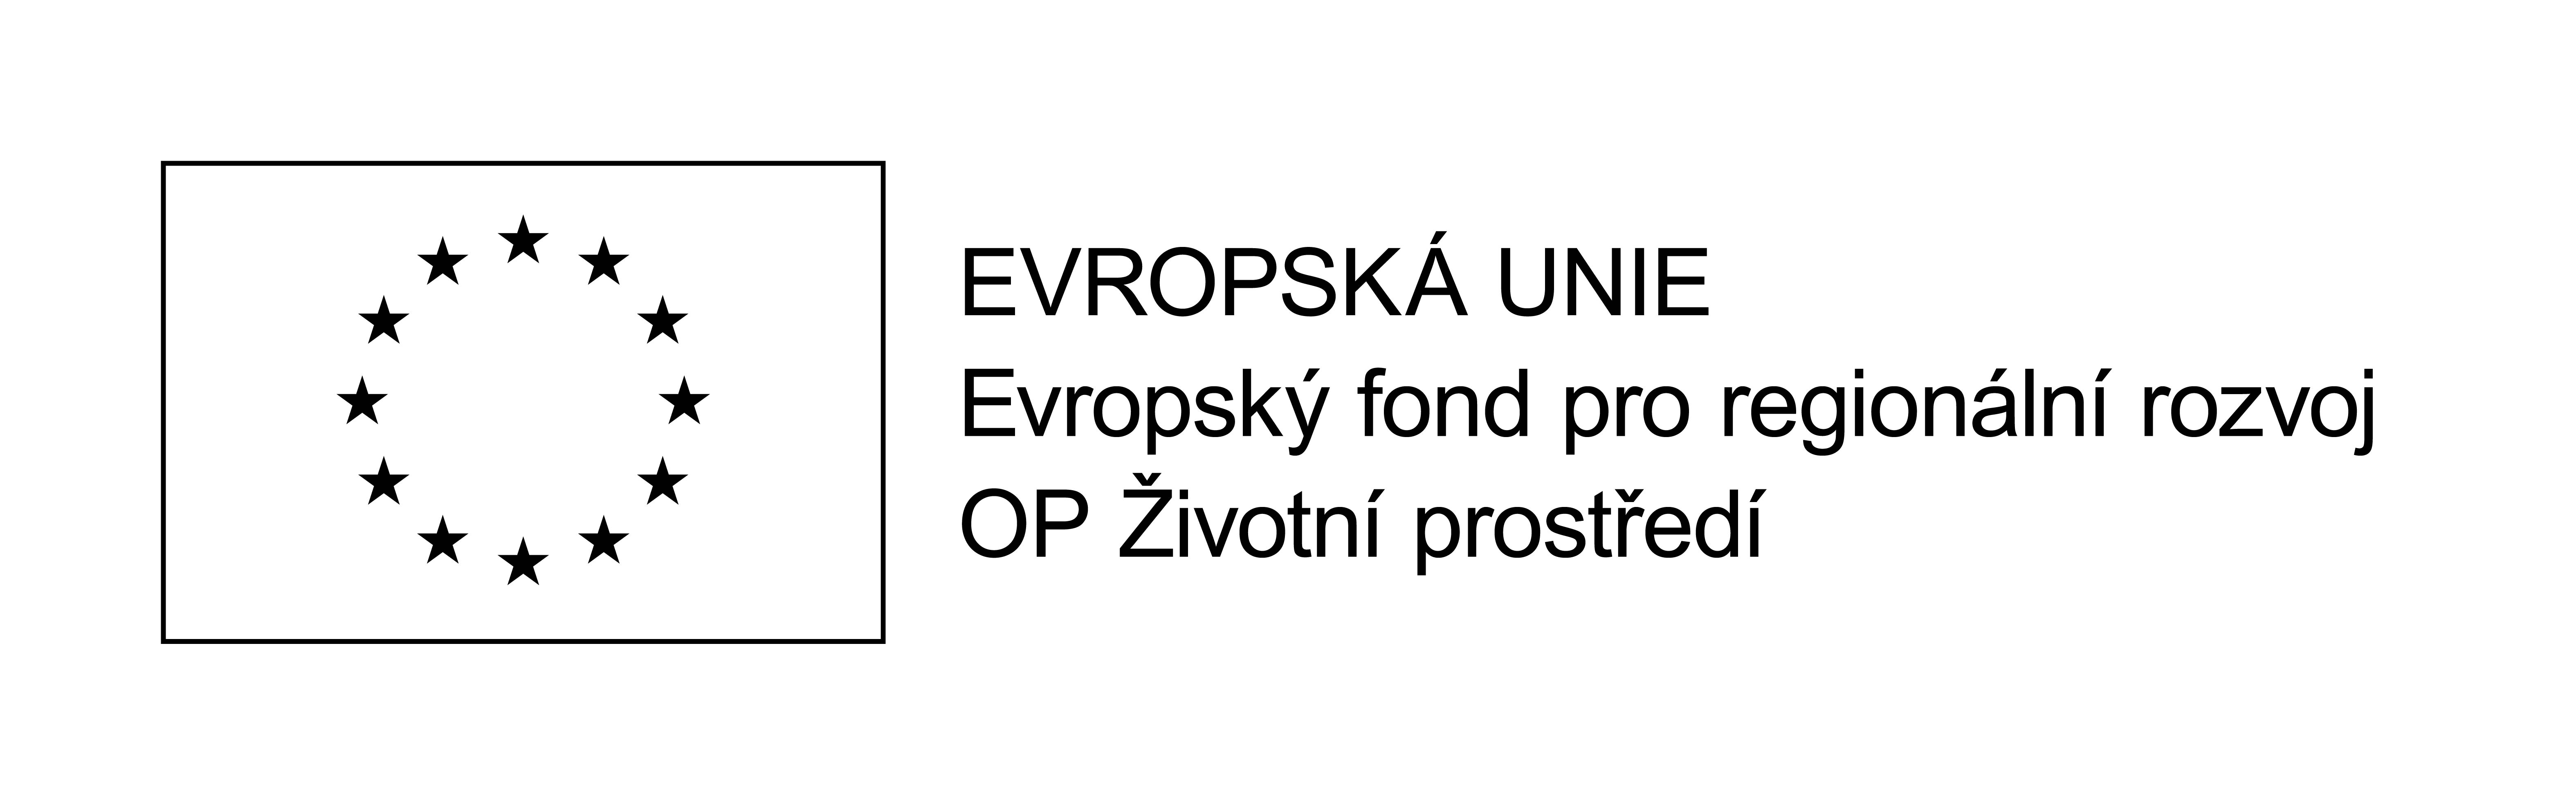 EVROPSKÁ UNIE
Evropský fond pro regionální rozvoj
OP Životní prostředí